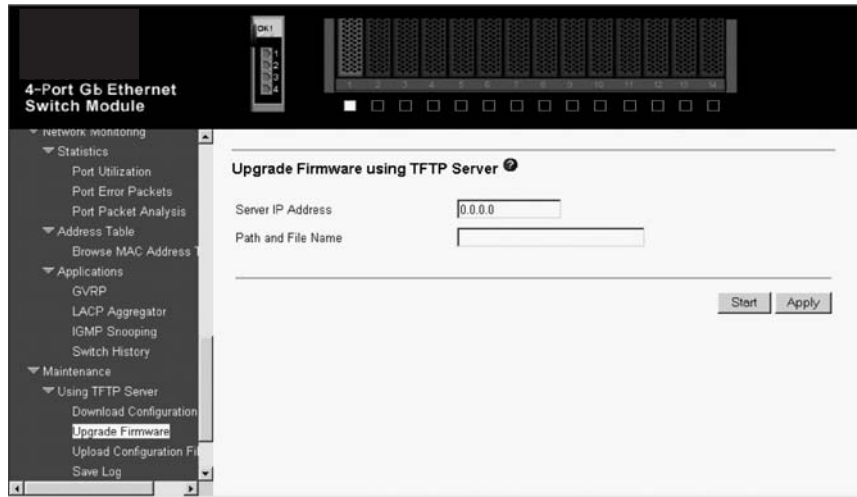 OK!
1
2
3
4
4-Port Gb Ethernet
Switch Module
1 2 3 4 5 6 7 8 9 10 11 12 13 14
Network Monitoring
Statistics
Port Utilization
Port Error Packets
Port Packet Analysis
Address Table
Browse MAC Address T
Applications
GVRP
LACP Aggregator
IGMP Snooping
Switch History
Maintenance
Using TFTP Server
Download Configuration
Upgrade Firmware
Upload Configuration Fil
Save Log
Upgrade Firmware using TFTP Server ?
Server IP Address 0.0.0.0
Path and File Name
Start Apply